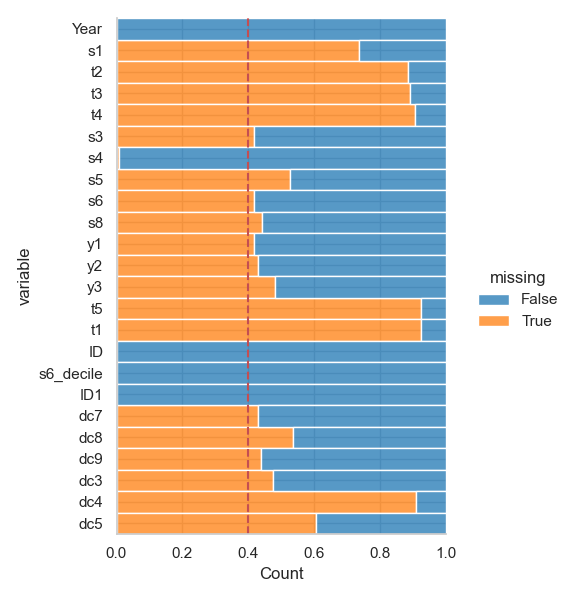 Year
s1
t2
t3
t4
s3
s4
s5
s6
s8
y1
y2
y3
t5
t1
ID
s6_decile
ID1
dc7
dc8
dc9
dc3
dc4
dc5
variable
0.0 0.2 0.4 0.6 0.8 1.0
Count
missing
False
True